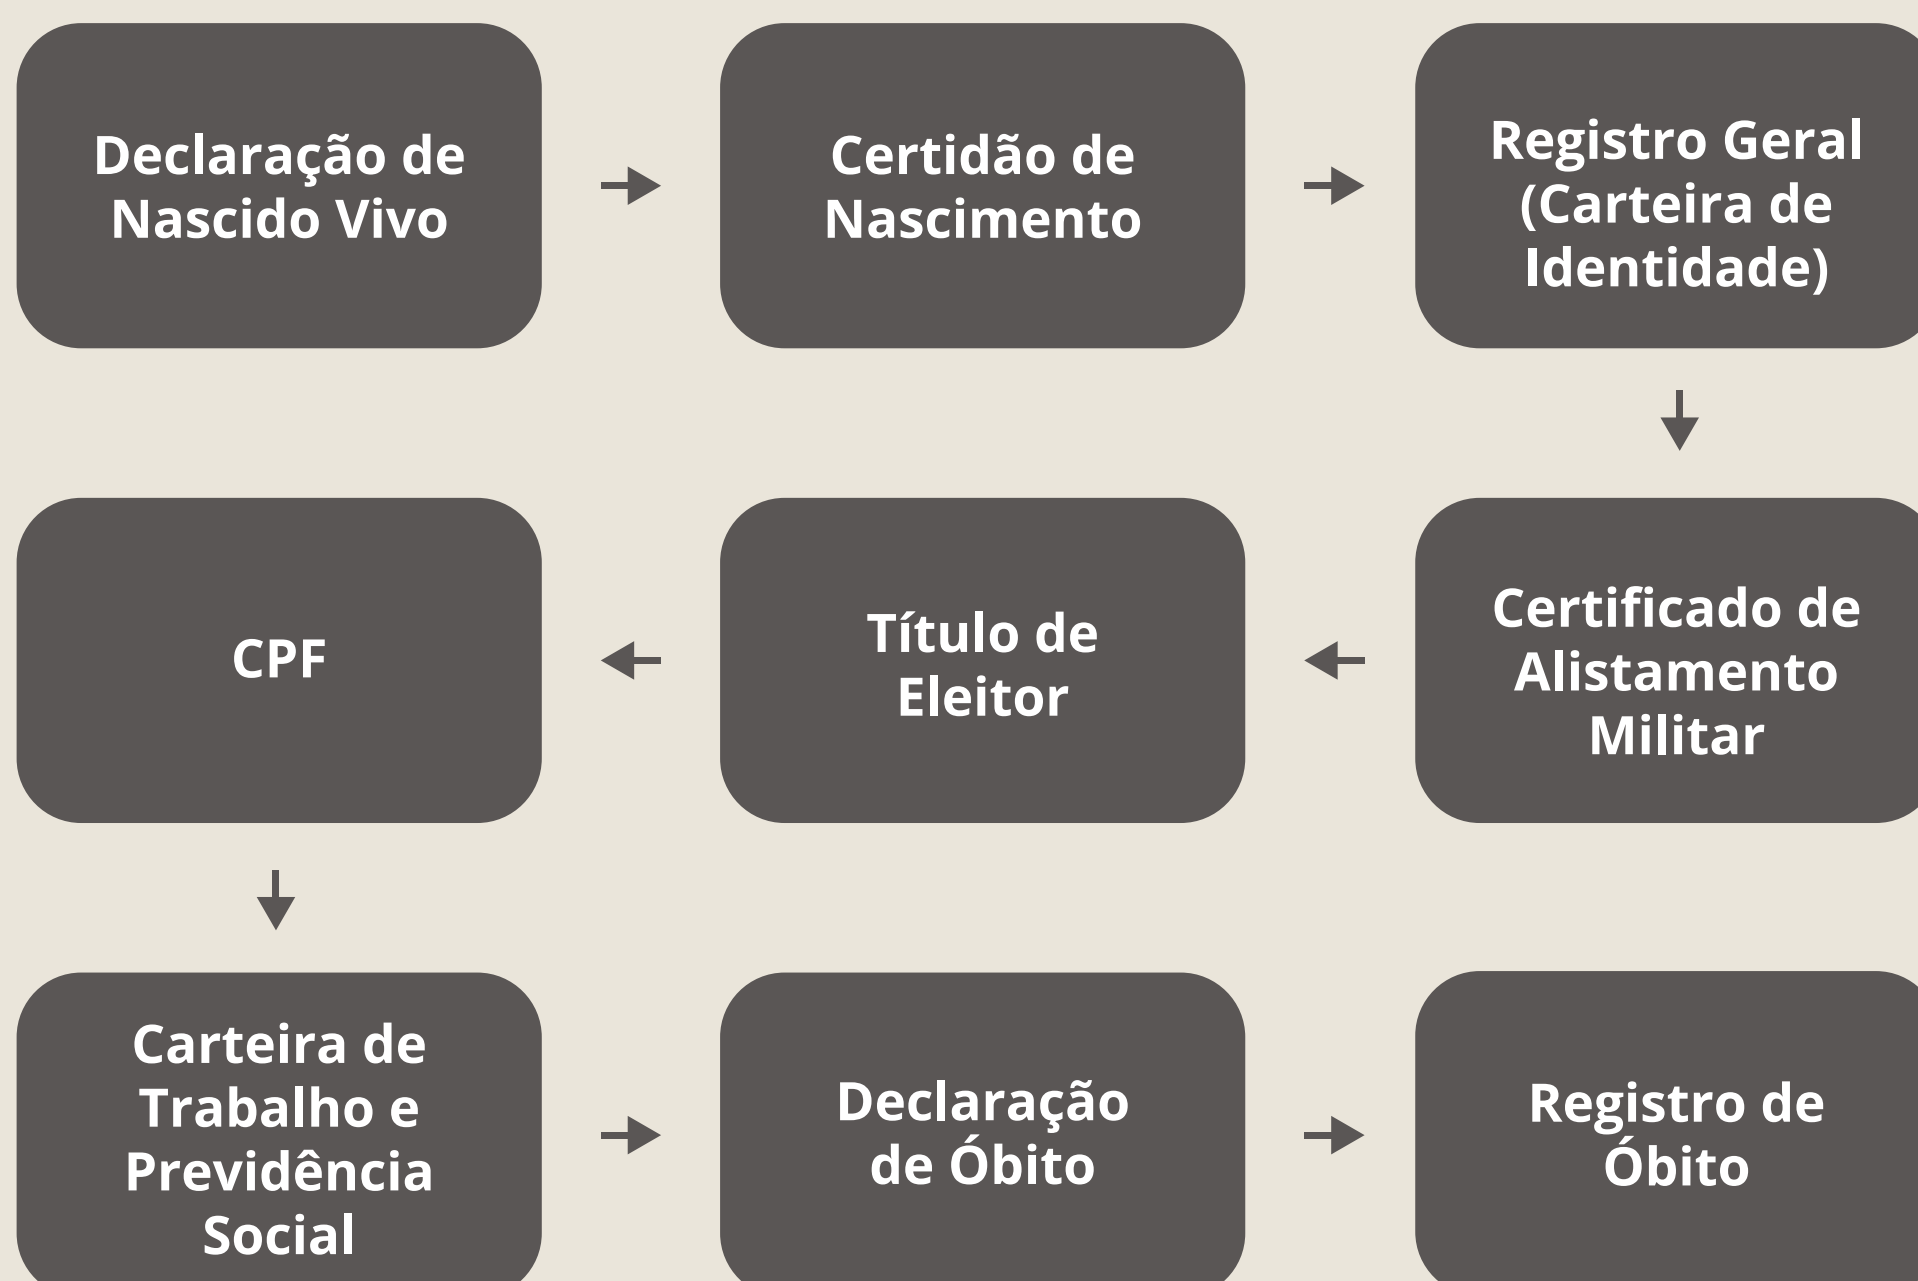 Declaração de
Nascido Vivo
Certidão de
Nascimento
Registro Geral
(Carteira de
Identidade)
Certificado de
Alistamento
Militar
Título de
Eleitor
CPF
Carteira de
Trabalho e
Previdência
Social
Declaração
de Óbito
Registro de
Óbito